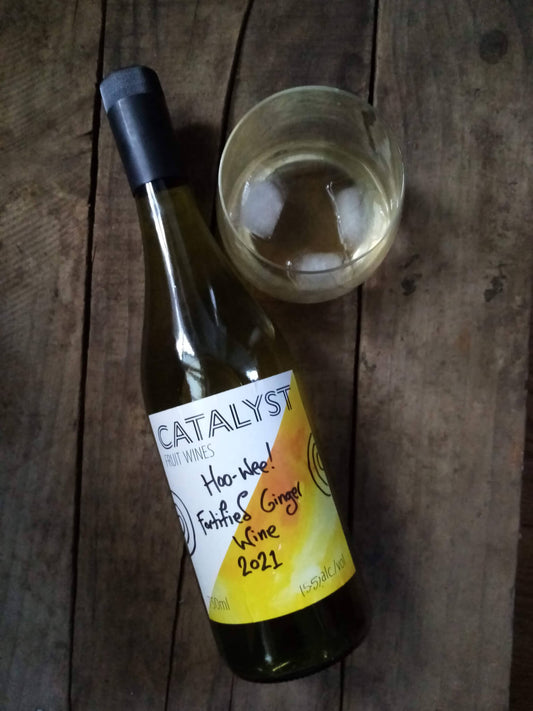 CATALYST
FRUIT WINES
Hoo-Wee!
Fortified Ginger
Wine
2021
750ml
15.5%alc/vol